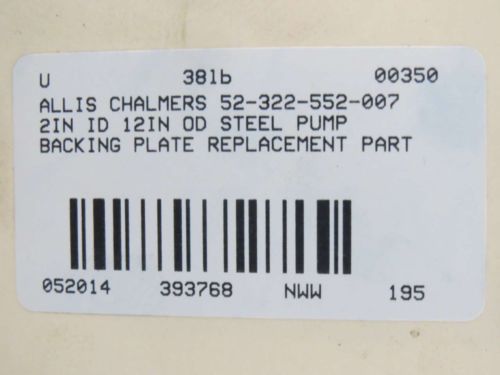 U 381b 00350
ALLIS CHALMERS 52-322-552-007
2IN ID 12IN OD STEEL PUMP
BACKING PLATE REPLACEMENT PART
052014 393768 NWW 195